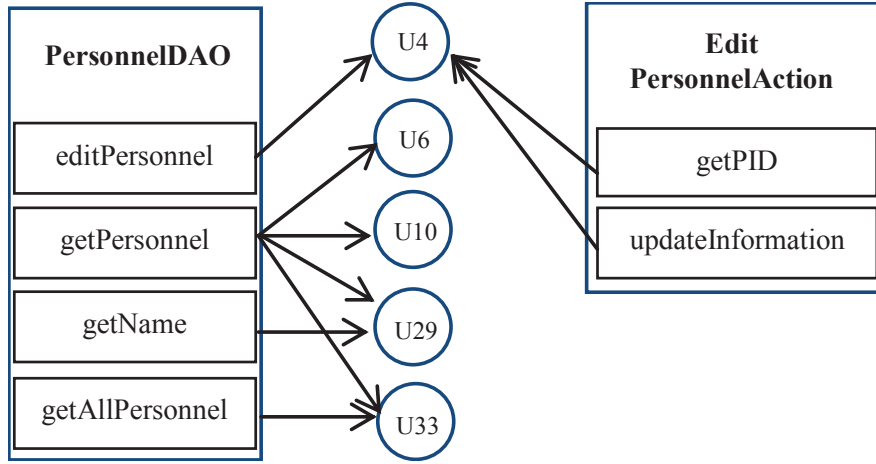 PersonnelDAO
editPersonnel
getPersonnel
getName
getAllPersonnel
U4
U6
U10
U29
U33
Edit
PersonnelAction
getPID
updateInformation